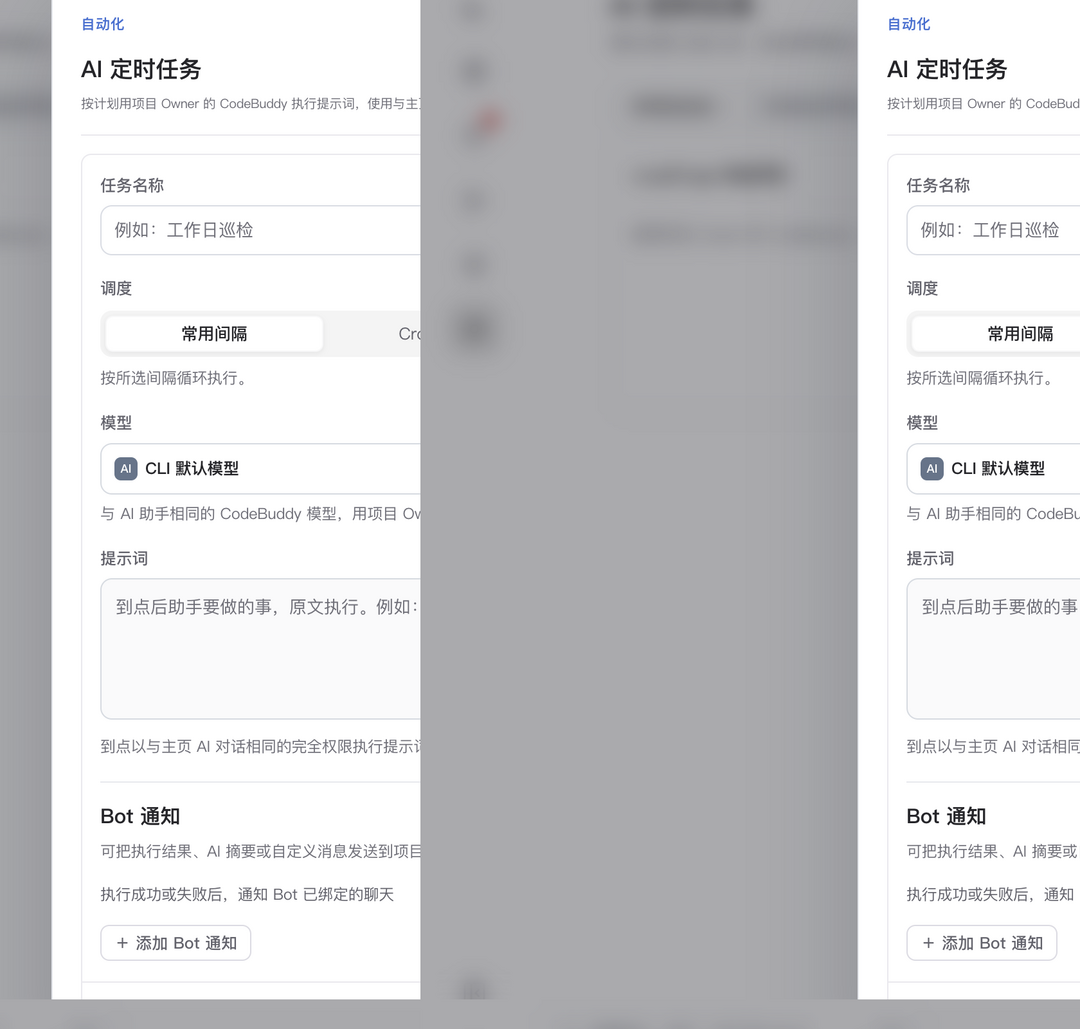 自动化
AI 定时任务
按计划用项目 Owner 的 CodeBuddy 执行提示词，使用与主
任务名称
例如：工作日巡检
调度
常用间隔
Cro
按所选间隔循环执行。
模型
AI CLI 默认模型
与 AI 助手相同的 CodeBuddy 模型，用项目 Ow
提示词
到点后助手要做的事，原文执行。例如：
到点以与主页 AI 对话相同的完全权限执行提示词
Bot 通知
可把执行结果、AI 摘要或自定义消息发送到项目
执行成功或失败后，通知 Bot 已绑定的聊天
+ 添加 Bot 通知
自动化
AI 定时任务
按计划用项目 Owner 的 CodeBud
任务名称
例如：工作日巡检
调度
常用间隔
按所选间隔循环执行。
模型
AI CLI 默认模型
与 AI 助手相同的 CodeBu
提示词
到点后助手要做的事
到点以与主页 AI 对话相同
Bot 通知
可把执行结果、AI 摘要或
执行成功或失败后，通知
+ 添加 Bot 通知